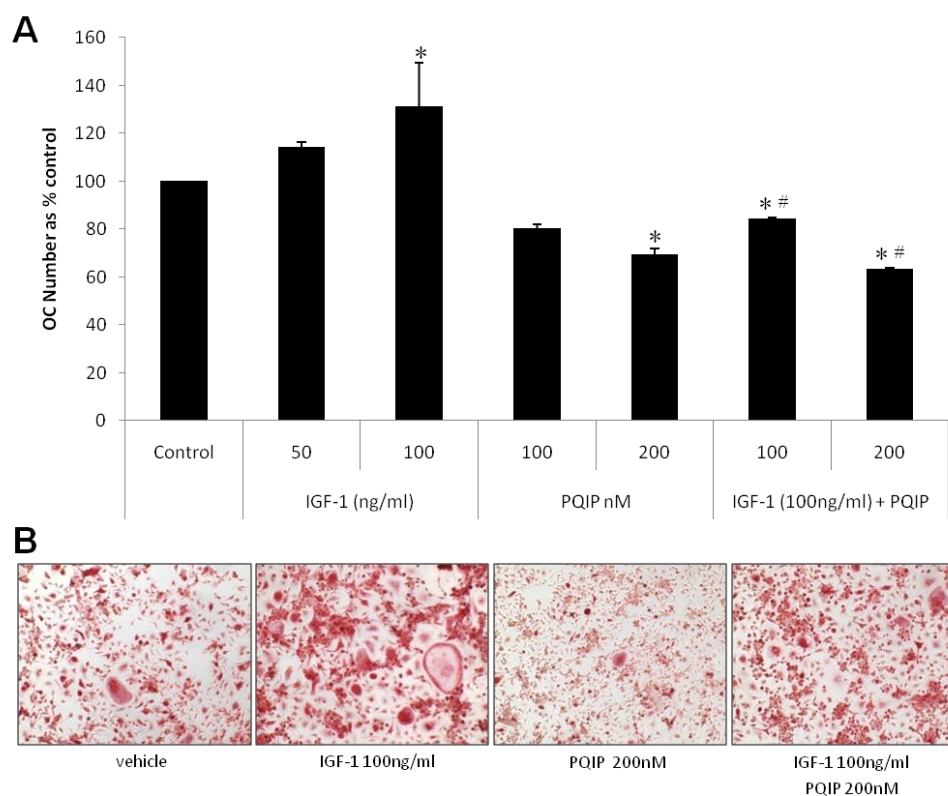 A
160
140
120
100
80
60
40
20
0
OC Number as % control
*
*
* #
* #
Control
50
100
100
200
100
200
IGF-1 (ng/ml)
PQIP nM
IGF-1 (100ng/ml) + PQIP
B
vehicle
IGF-1 100ng/ml
PQIP 200nM
IGF-1 100ng/ml
PQIP 200nM